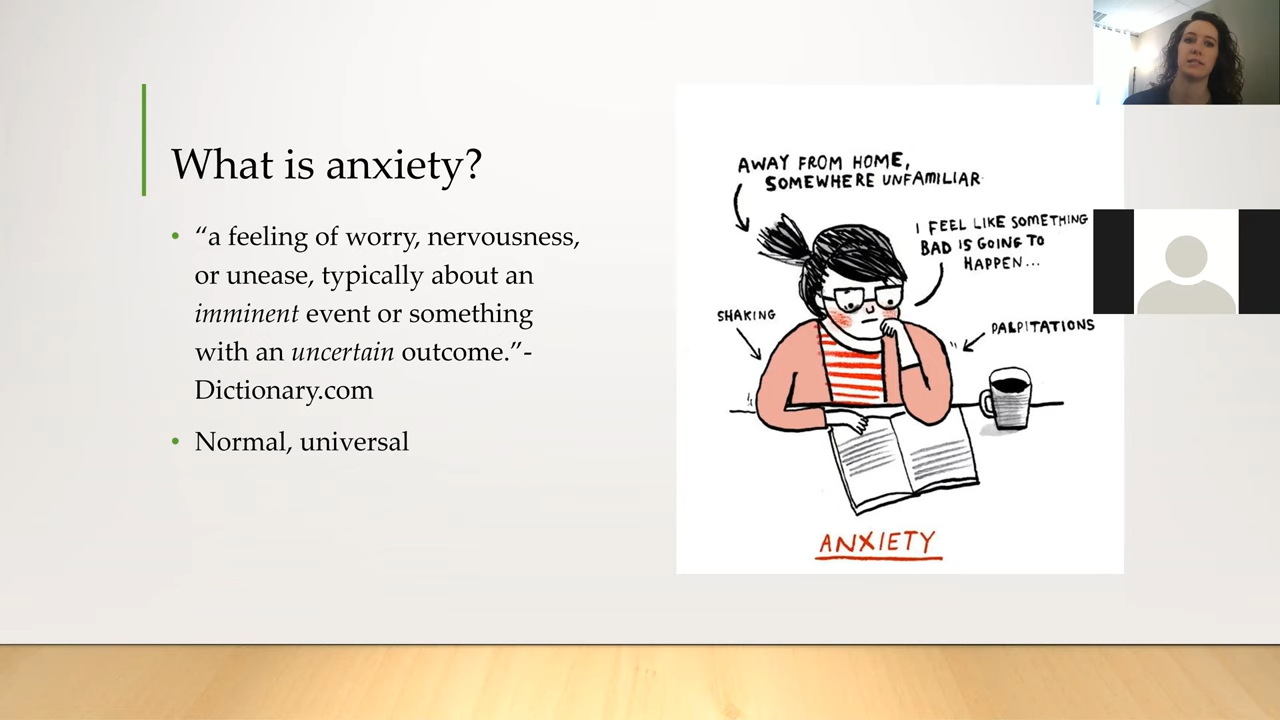 What is anxiety?
• “a feeling of worry, nervousness,
or unease, typically about an
imminent event or something
with an uncertain outcome.”-
Dictionary.com
• Normal, universal
AWAY FROM HOME,
SOMEWHERE UNFAMILIAR
I FEEL LIKE SOMETHING
BAD IS GOING TO
HAPPEN...
SHAKING
PALPITATIONS
ANXIETY